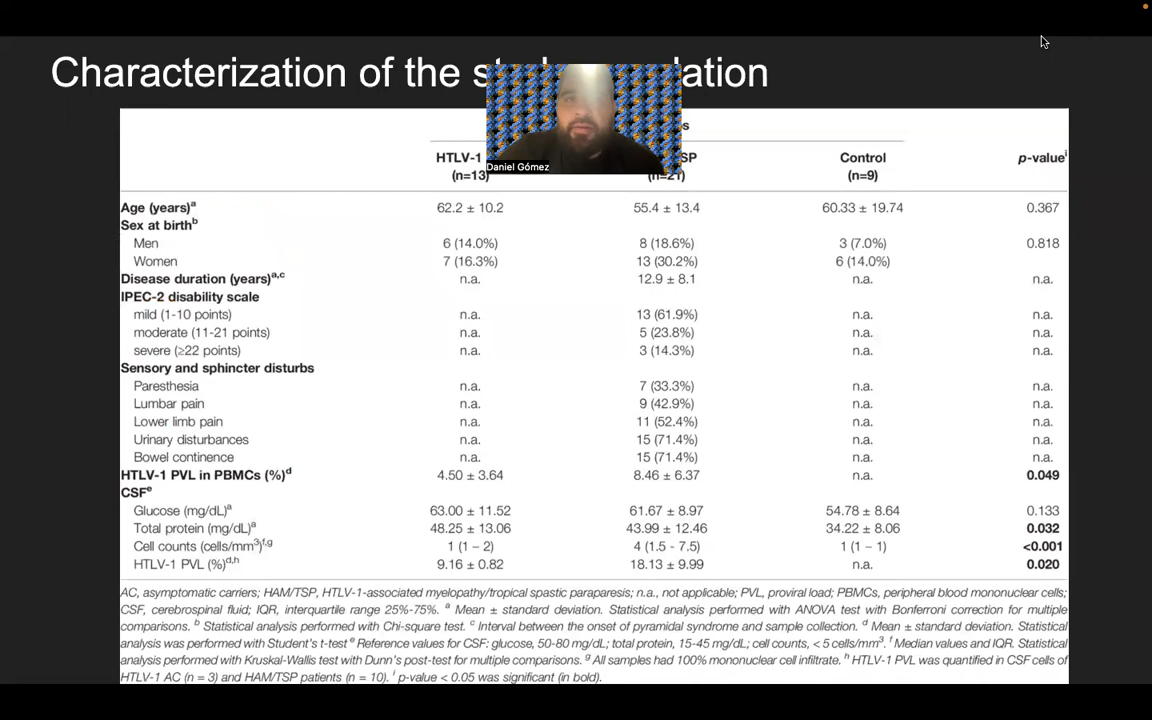 Characterization of the lation
s
Daniel Gómez
HTLV-1 SP Control p-valueⁱ
(n=13) (n=21) (n=9)
Age (years)ᵃ 62.2 ± 10.2 55.4 ± 13.4 60.33 ± 19.74 0.367
Sex at birthᵇ
Men 6 (14.0%) 8 (18.6%) 3 (7.0%) 0.818
Women 7 (16.3%) 13 (30.2%) 6 (14.0%)
Disease duration (years)ᵃ,ᶜ n.a. 12.9 ± 8.1 n.a. n.a.
IPEC-2 disability scale
mild (1-10 points) n.a. 13 (61.9%) n.a. n.a.
moderate (11-21 points) n.a. 5 (23.8%) n.a. n.a.
severe (≥22 points) n.a. 3 (14.3%) n.a. n.a.
Sensory and sphincter disturbs
Paresthesia n.a. 7 (33.3%) n.a. n.a.
Lumbar pain n.a. 9 (42.9%) n.a. n.a.
Lower limb pain n.a. 11 (52.4%) n.a. n.a.
Urinary disturbances n.a. 15 (71.4%) n.a. n.a.
Bowel continence n.a. 15 (71.4%) n.a. n.a.
HTLV-1 PVL in PBMCs (%)ᵈ 4.50 ± 3.64 8.46 ± 6.37 n.a. 0.049
CSFᵉ
Glucose (mg/dL)ᵃ 63.00 ± 11.52 61.67 ± 8.97 54.78 ± 8.64 0.133
Total protein (mg/dL)ᵃ 48.25 ± 13.06 43.99 ± 12.46 34.22 ± 8.06 0.032
Cell counts (cells/mm³)ᶠ,ᵍ 1 (1 – 2) 4 (1.5 - 7.5) 1 (1 – 1) <0.001
HTLV-1 PVL (%)ᵈ,ʰ 9.16 ± 0.82 18.13 ± 9.99 n.a. 0.020
AC, asymptomatic carriers; HAM/TSP, HTLV-1-associated myelopathy/tropical spastic paraparesis; n.a., not applicable; PVL, proviral load; PBMCs, peripheral blood mononuclear cells;
CSF, cerebrospinal fluid; IQR, interquartile range 25%-75%. ᵃ Mean ± standard deviation. Statistical analysis performed with ANOVA test with Bonferroni correction for multiple
comparisons. ᵇ Statistical analysis performed with Chi-square test. ᶜ Interval between the onset of pyramidal syndrome and sample collection. ᵈ Mean ± standard deviation. Statistical
analysis was performed with Student's t-test ᵉ Reference values for CSF: glucose, 50-80 mg/dL; total protein, 15-45 mg/dL; cell counts, < 5 cells/mm³. ᶠ Median values and IQR. Statistical
analysis performed with Kruskal-Wallis test with Dunn's post-test for multiple comparisons. ᵍ All samples had 100% mononuclear cell infiltrate. ʰ HTLV-1 PVL was quantified in CSF cells of
HTLV-1 AC (n = 3) and HAM/TSP patients (n = 10). ⁱ p-value < 0.05 was significant (in bold).